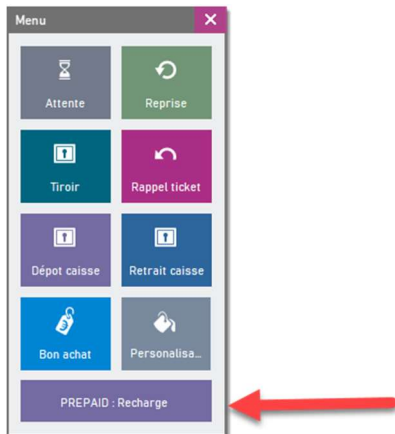 Menu
Attente
Reprise
Tiroir
Rappel ticket
Dépot caisse
Retrait caisse
Bon achat
Personalisa...
PREPAID : Recharge